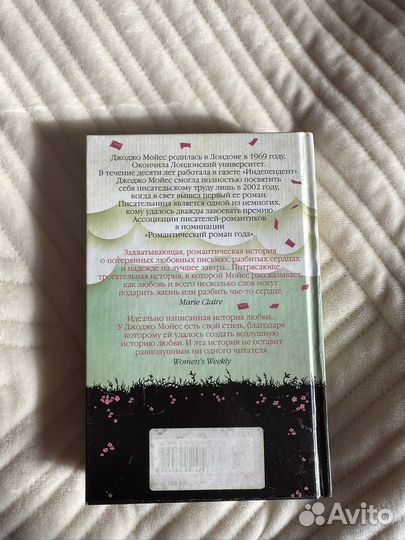 Джоджо Мойес родилась в Лондоне в 1969 году.
Окончила Лондонский университет.
В течение десяти лет работала в газете «Индепендент».
Джоджо Мойес смогла полностью посвятить
себя писательскому труду лишь в 2002 году,
когда в свет вышел первый ее роман.
Писательница является одной из немногих,
кому удалось дважды завоевать премию
Ассоциации писателей-романтиков
в номинации
«Романтический роман года».
Захватывающая, романтическая история
о потерянных любовных письмах, разбитых сердцах
и надежде на лучшее завтра... Потрясающе
трогательная история, в которой Мойес рассказывает,
как любовь и всего несколько слов могут
подарить жизнь или разбить чье-то сердце.
Marie Claire
Идеально написанная история любви...
У Джоджо Мойес есть свой стиль, благодаря
которому ей удалось создать воздушную
историю любви. И эта история не оставит
равнодушным ни одного читателя.
Women's Weekly
Avito